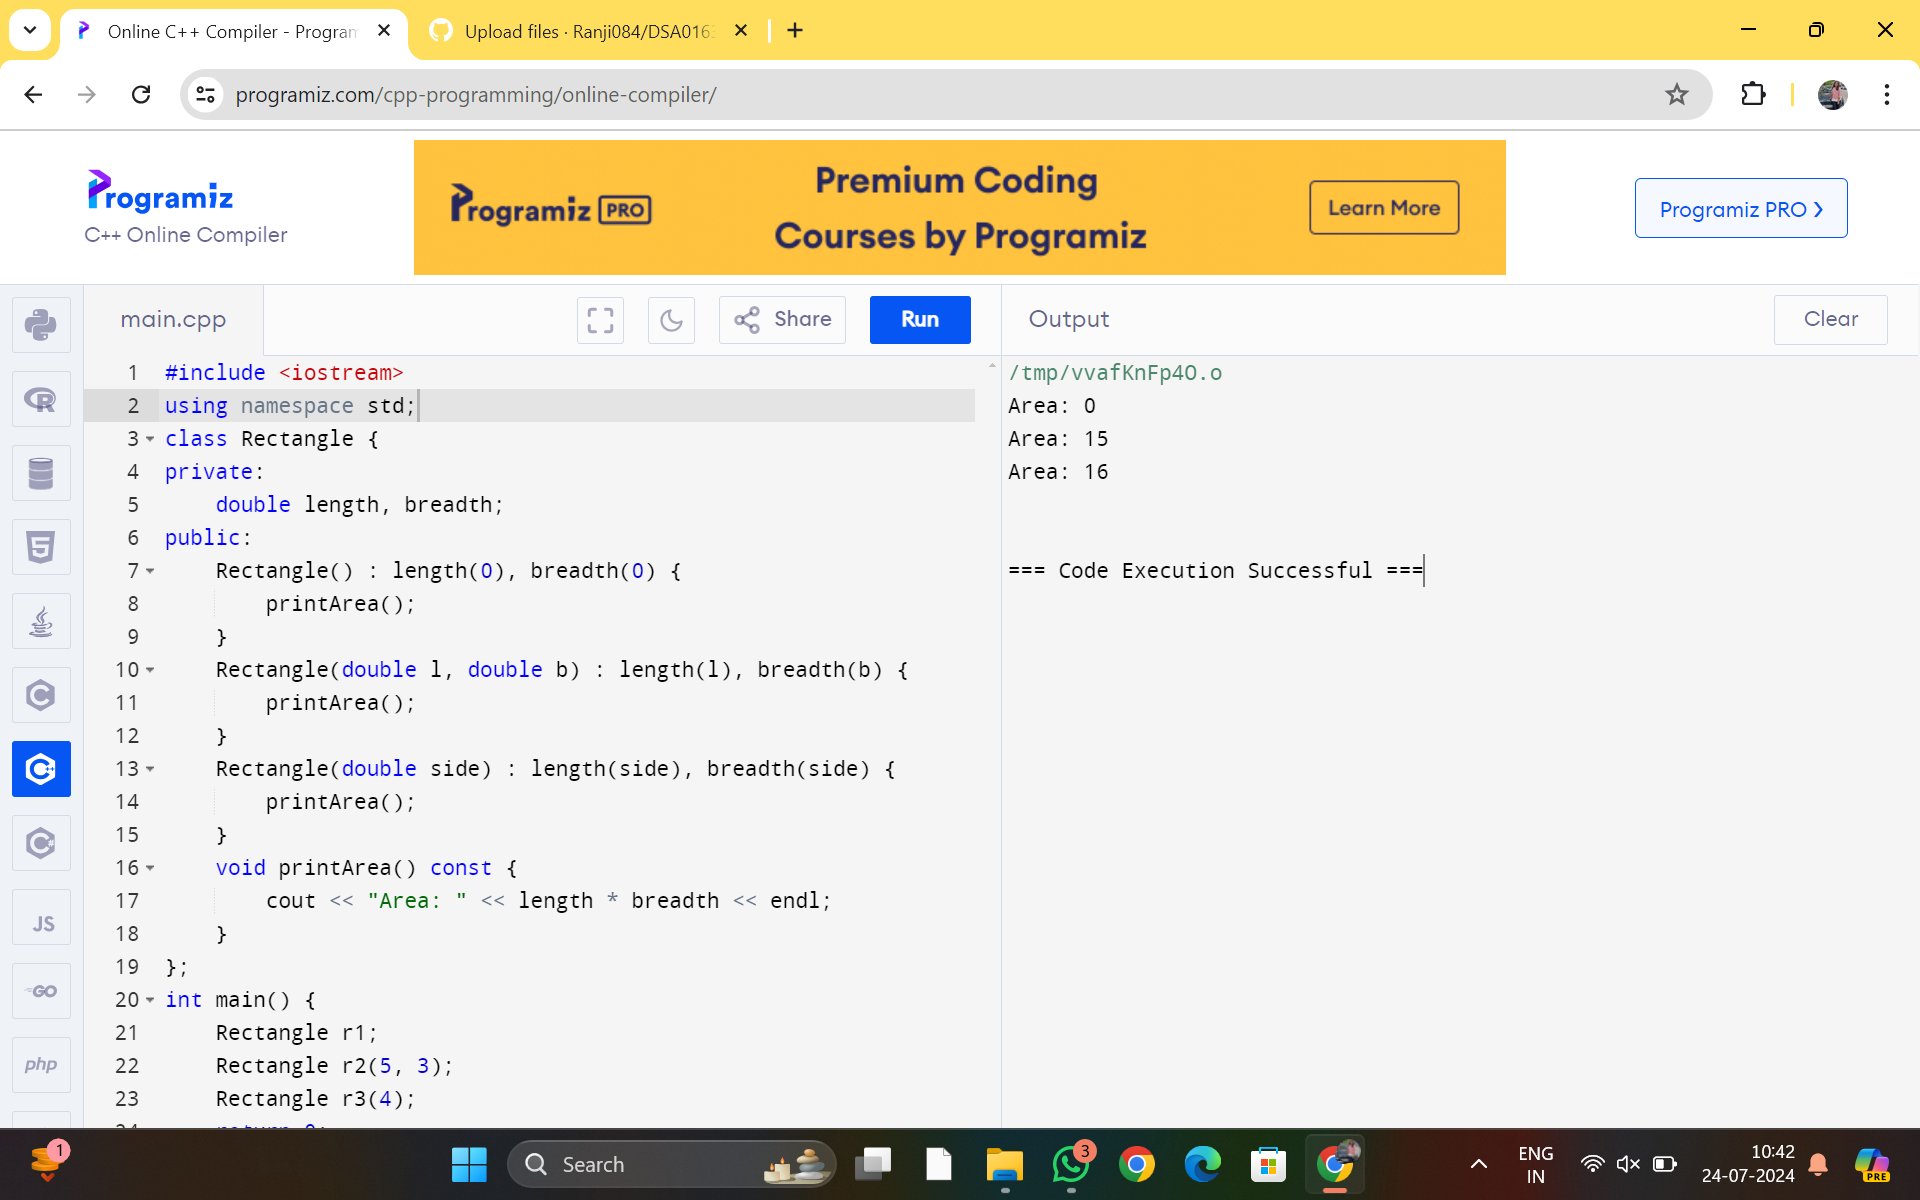 Online C++ Compiler - Program
Upload files · Ranji084/DSA016
programiz.com/cpp-programming/online-compiler/
Programiz
C++ Online Compiler
Programiz PRO
Premium Coding
Courses by Programiz
Learn More
Programiz PRO ❯
main.cpp
Share
Run
Output
Clear
1 #include <iostream>
2 using namespace std;
3 class Rectangle {
4 private:
5     double length, breadth;
6 public:
7     Rectangle() : length(0), breadth(0) {
8         printArea();
9     }
10     Rectangle(double l, double b) : length(l), breadth(b) {
11         printArea();
12     }
13     Rectangle(double side) : length(side), breadth(side) {
14         printArea();
15     }
16     void printArea() const {
17         cout << "Area: " << length * breadth << endl;
18     }
19 };
20 int main() {
21     Rectangle r1;
22     Rectangle r2(5, 3);
23     Rectangle r3(4);
/tmp/vvafKnFp4O.o
Area: 0
Area: 15
Area: 16
=== Code Execution Successful ===
JS
GO
php
1
Search
3
ENG
IN
10:42
24-07-2024
PRE